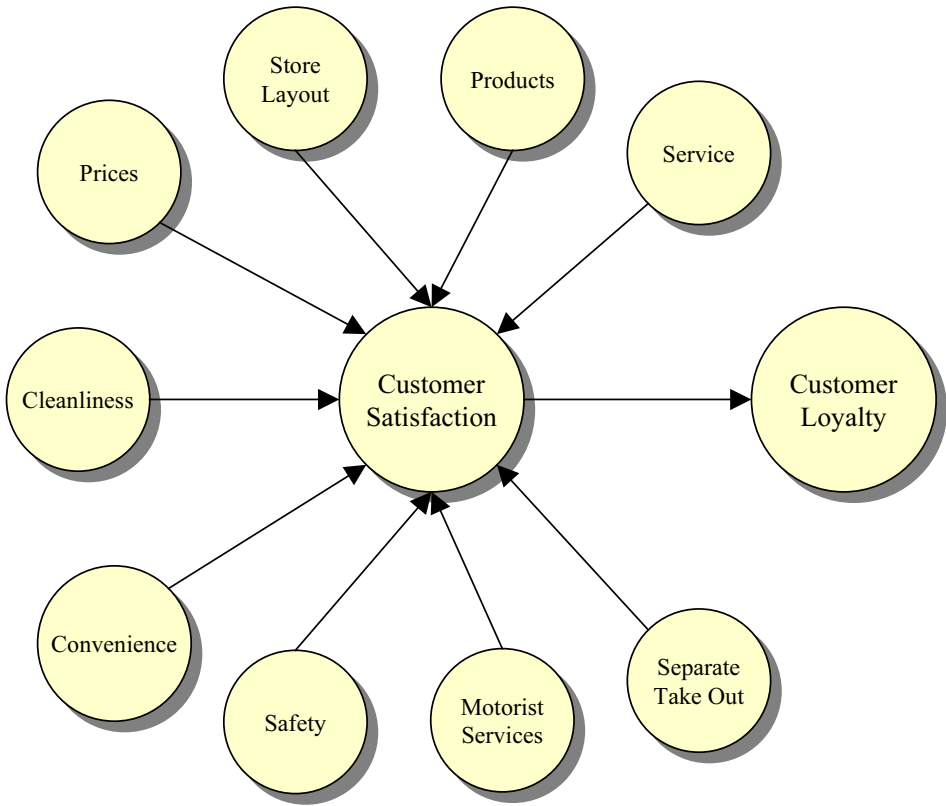 Store
Layout
Products
Service
Prices
Cleanliness
Customer
Satisfaction
Customer
Loyalty
Convenience
Safety
Motorist
Services
Separate
Take Out